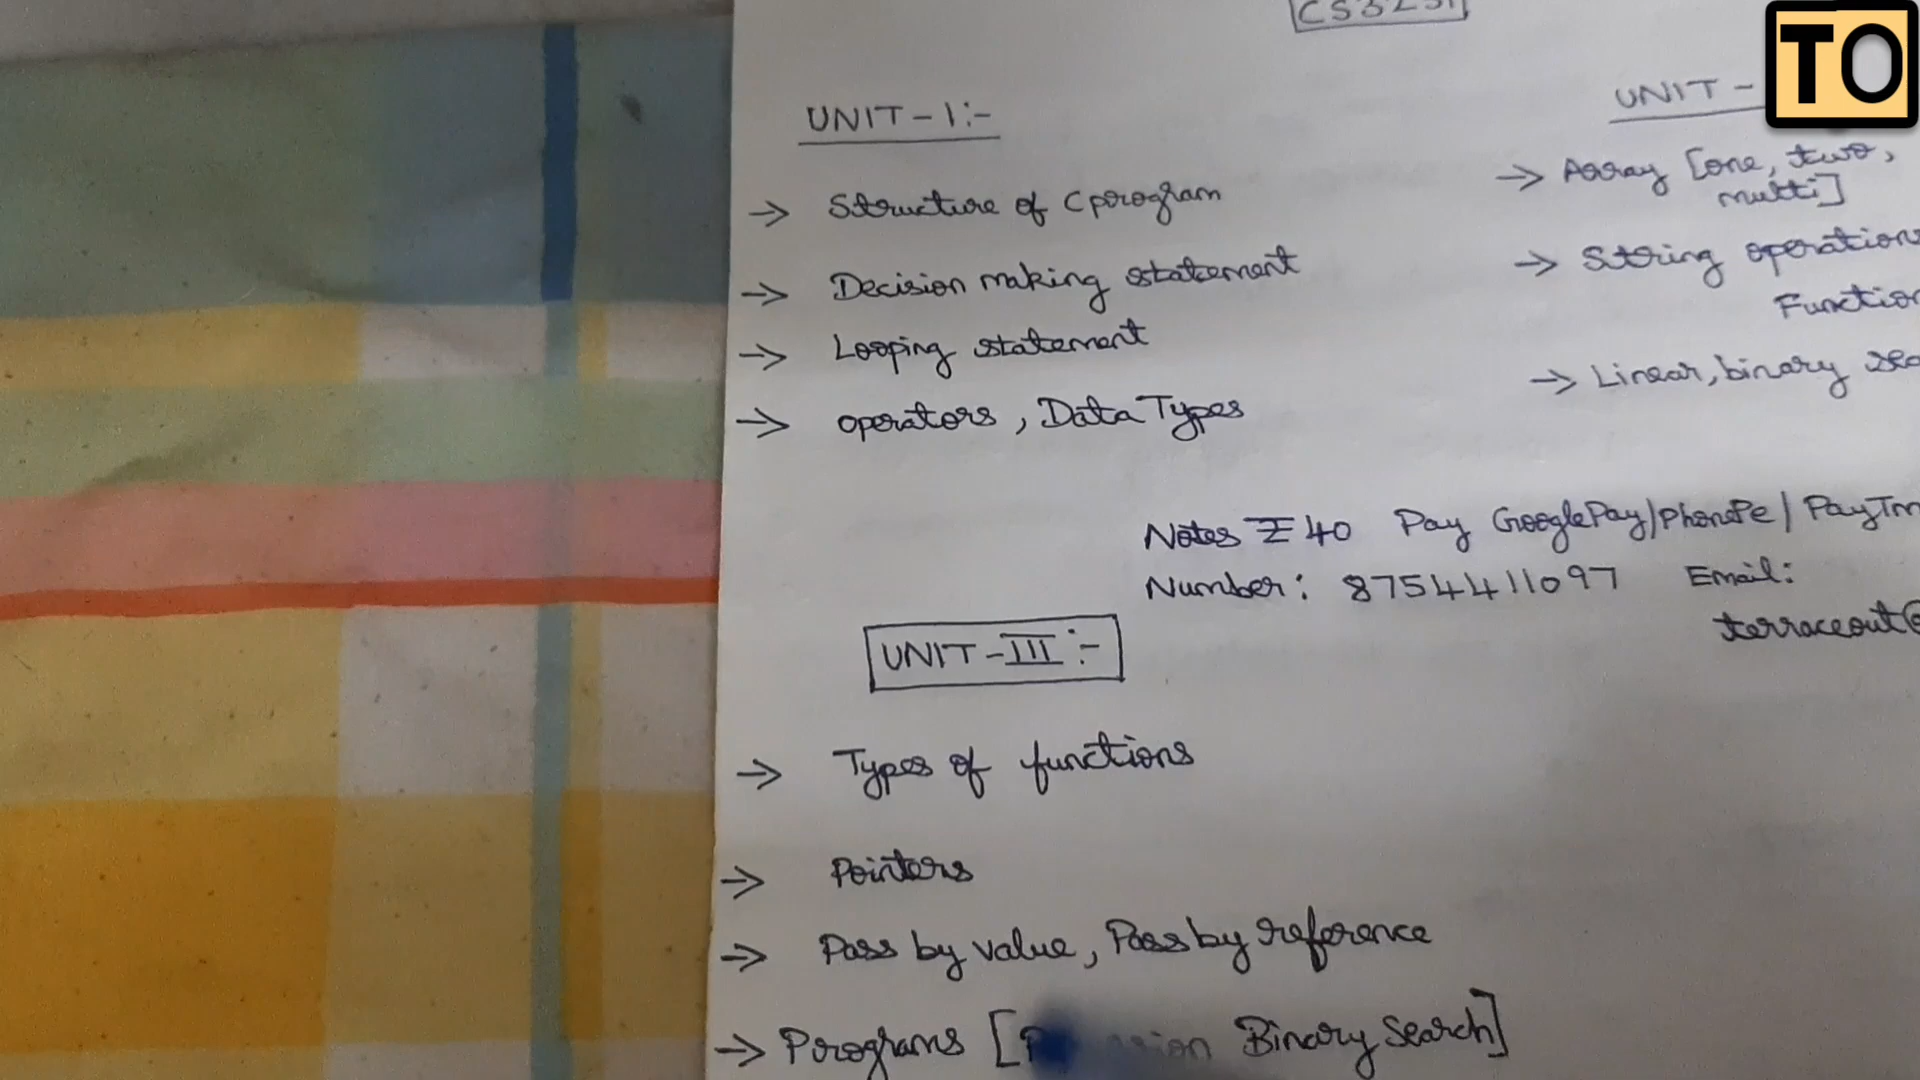 TO
UNIT-I:-
→ Structure of C program
→ Decision making statement
→ Looping statement
→ operators, Data Types
UNIT -
→ Array [one, two,
multi]
→ String operations
Function
→ Linear, binary
Notes ₹ 40 Pay GooglePay/PhonePe/PayTm
Number: 8754411097 Email:
terraceout@
UNIT-III:-
→ Types of functions
→ Pointers
→ Pass by value, Pass by reference
→ Programs [ Binary Search]